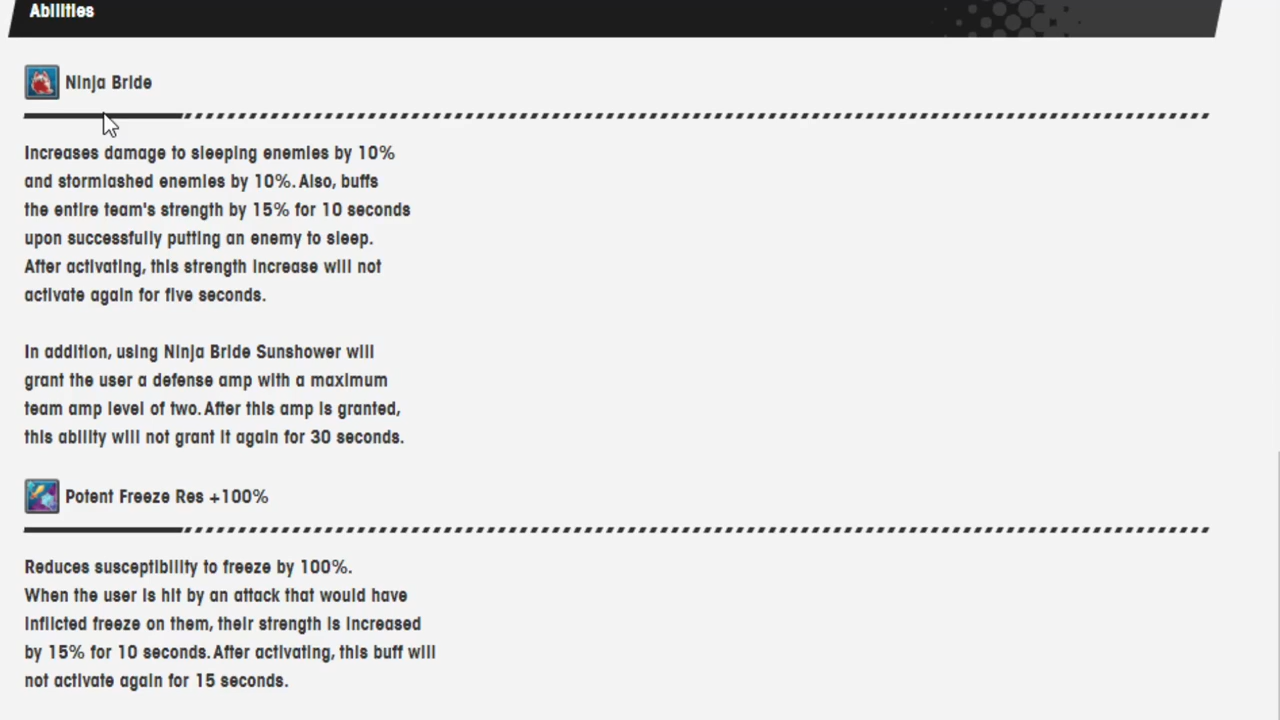 Abilities
Ninja Bride
Increases damage to sleeping enemies by 10%
and stormlashed enemies by 10%. Also, buffs
the entire team's strength by 15% for 10 seconds
upon successfully putting an enemy to sleep.
After activating, this strength increase will not
activate again for five seconds.
In addition, using Ninja Bride Sunshower will
grant the user a defense amp with a maximum
team amp level of two. After this amp is granted,
this ability will not grant it again for 30 seconds.
Potent Freeze Res +100%
Reduces susceptibility to freeze by 100%.
When the user is hit by an attack that would have
inflicted freeze on them, their strength is increased
by 15% for 10 seconds. After activating, this buff will
not activate again for 15 seconds.